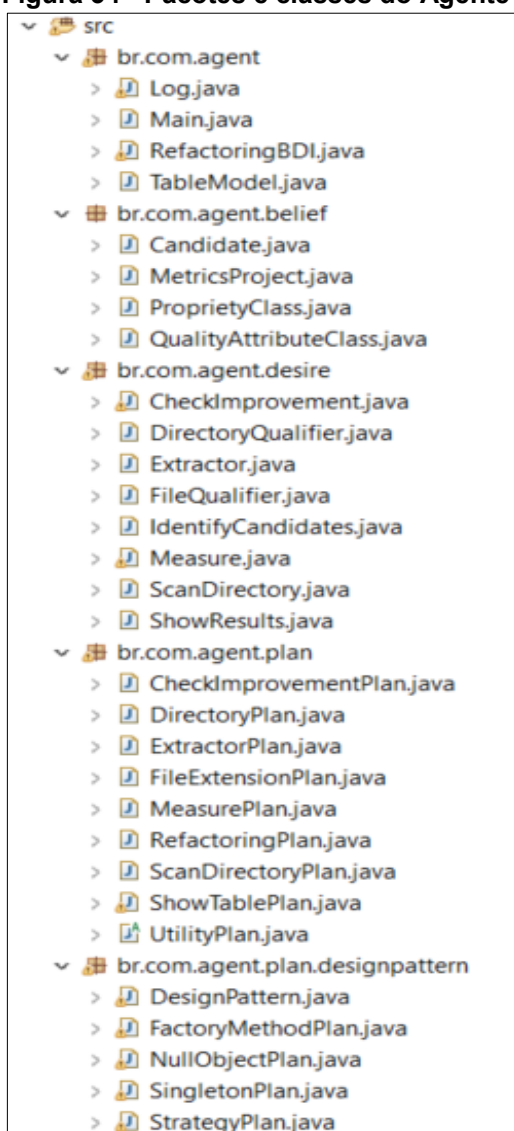 Figura 34 - Pacotes e classes do Agente
src
br.com.agent
Log.java
Main.java
RefactoringBDI.java
TableModel.java
br.com.agent.belief
Candidate.java
MetricsProject.java
ProprietyClass.java
QualityAttributeClass.java
br.com.agent.desire
CheckImprovement.java
DirectoryQualifier.java
Extractor.java
FileQualifier.java
IdentifyCandidates.java
Measure.java
ScanDirectory.java
ShowResults.java
br.com.agent.plan
CheckImprovementPlan.java
DirectoryPlan.java
ExtractorPlan.java
FileExtensionPlan.java
MeasurePlan.java
RefactoringPlan.java
ScanDirectoryPlan.java
ShowTablePlan.java
UtilityPlan.java
br.com.agent.plan.designpattern
DesignPattern.java
FactoryMethodPlan.java
NullObjectPlan.java
SingletonPlan.java
StrategyPlan.java